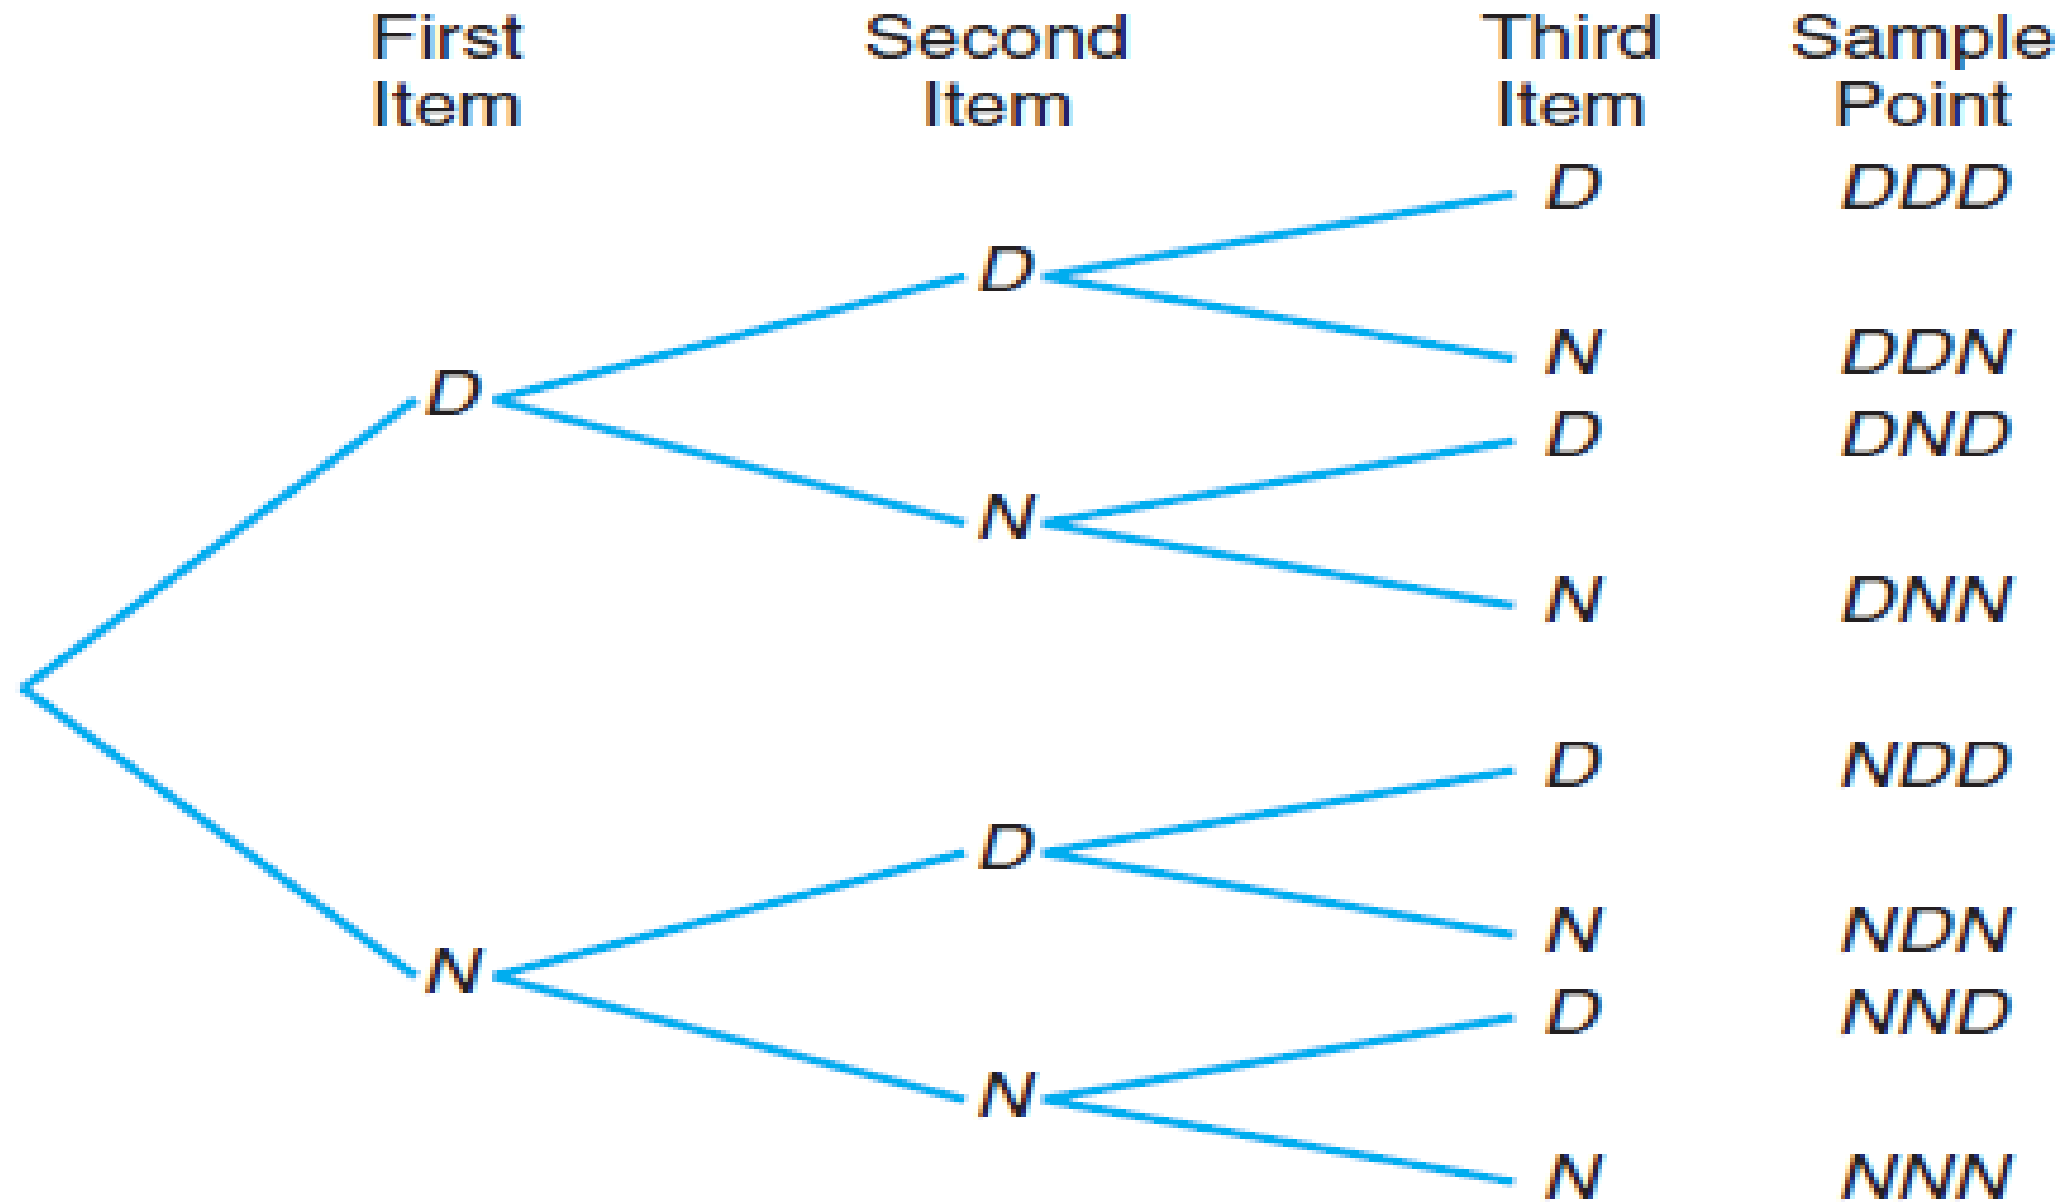 First Second Third Sample
Item Item Item Point
D DDD
D
N DDN
D
D DND
N
N DNN
D NDD
D
N NDN
N
D NND
N
N NNN